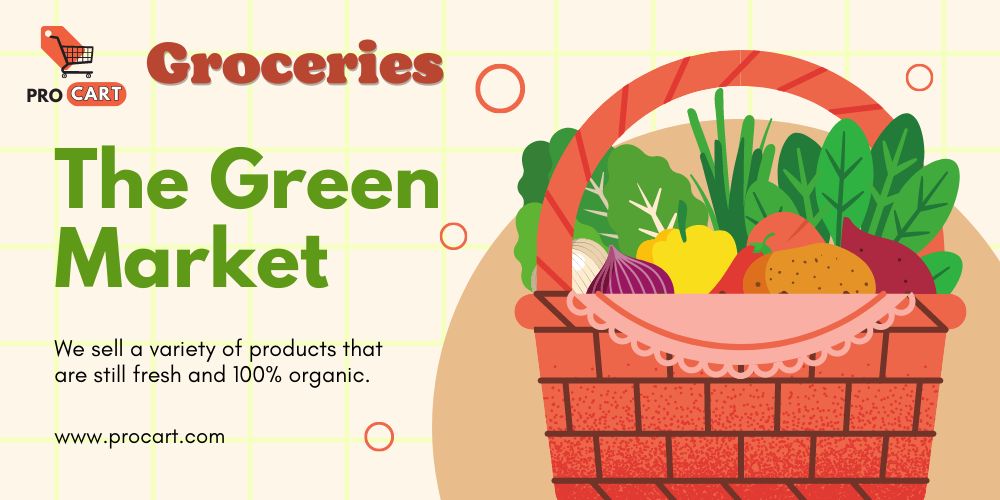 PRO CART
Groceries
The Green
Market
We sell a variety of products that
are still fresh and 100% organic.
www.procart.com